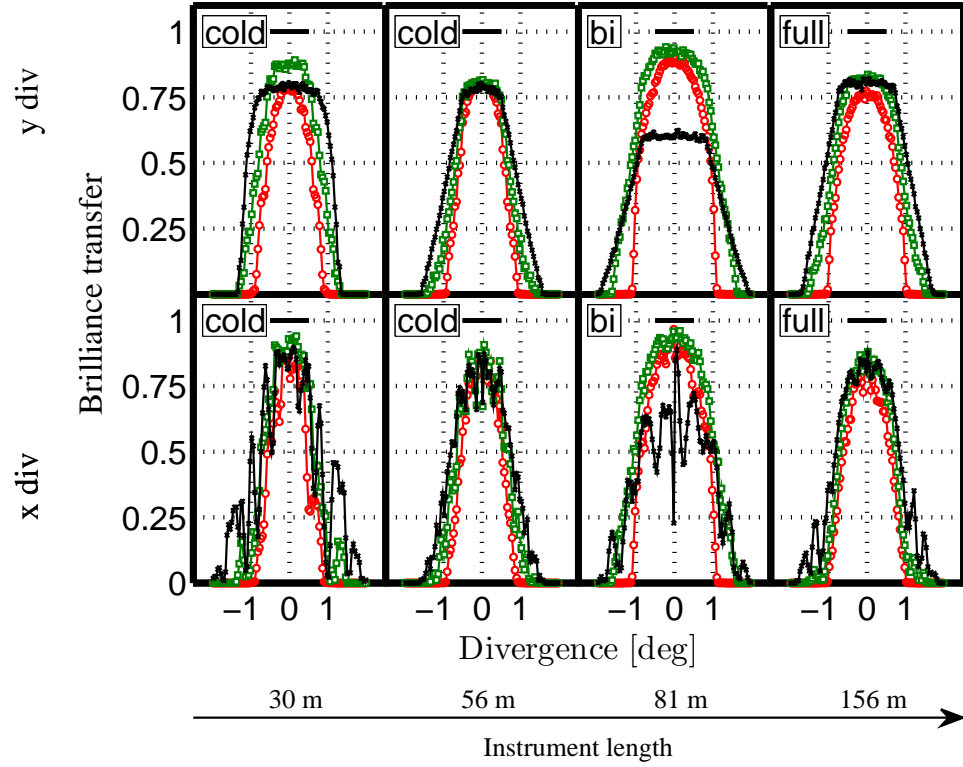 y div
x div
Brilliance transfer
1
0.75
0.5
0.25
cold
cold
bi
full
1
0.75
0.5
0.25
0
cold
cold
bi
full
−1 0 1
−1 0 1
−1 0 1
−1 0 1
Divergence [deg]
30 m
56 m
81 m
156 m
Instrument length